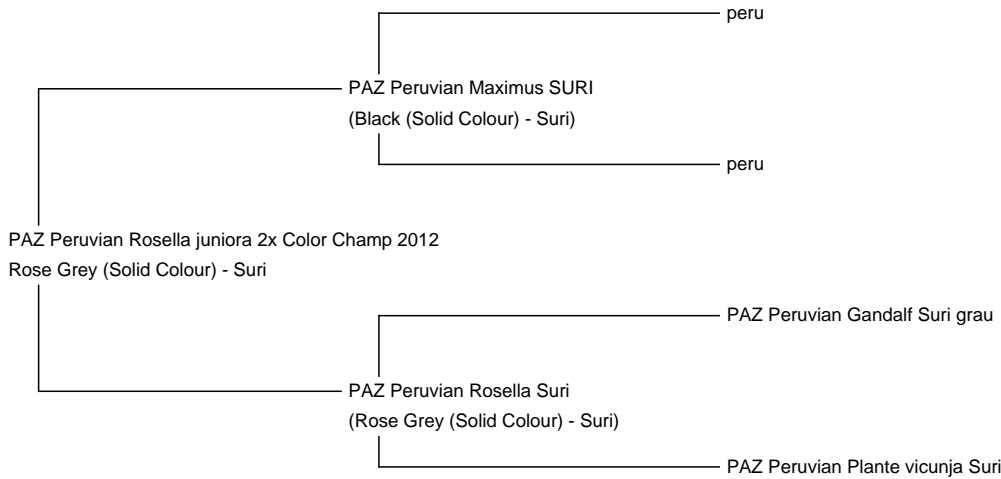 peru
PAZ Peruvian Maximus SURI
(Black (Solid Colour) - Suri)
peru
PAZ Peruvian Rosella juniora 2x Color Champ 2012
Rose Grey (Solid Colour) - Suri
PAZ Peruvian Gandalf Suri grau
PAZ Peruvian Rosella Suri
(Rose Grey (Solid Colour) - Suri)
PAZ Peruvian Plante vicunja Suri